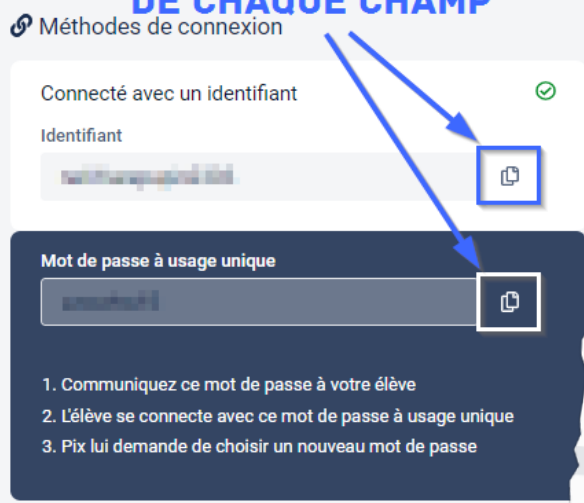 DE CHAQUE CHAMP
Méthodes de connexion
Connecté avec un identifiant
Identifiant
Mot de passe à usage unique
1. Communiquez ce mot de passe à votre élève
2. L'élève se connecte avec ce mot de passe à usage unique
3. Pix lui demande de choisir un nouveau mot de passe